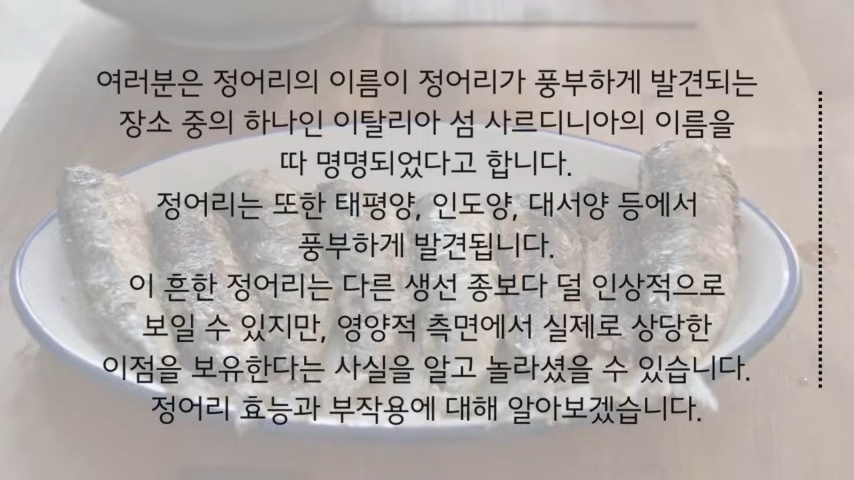 여러분은 정어리의 이름이 정어리가 풍부하게 발견되는
장소 중의 하나인 이탈리아 섬 사르디니아의 이름을
따 명명되었다고 합니다.
정어리는 또한 태평양, 인도양, 대서양 등에서
풍부하게 발견됩니다.
이 흔한 정어리는 다른 생선 종보다 덜 인상적으로
보일 수 있지만, 영양적 측면에서 실제로 상당한
이점을 보유한다는 사실을 알고 놀라셨을 수 있습니다.
정어리 효능과 부작용에 대해 알아보겠습니다.